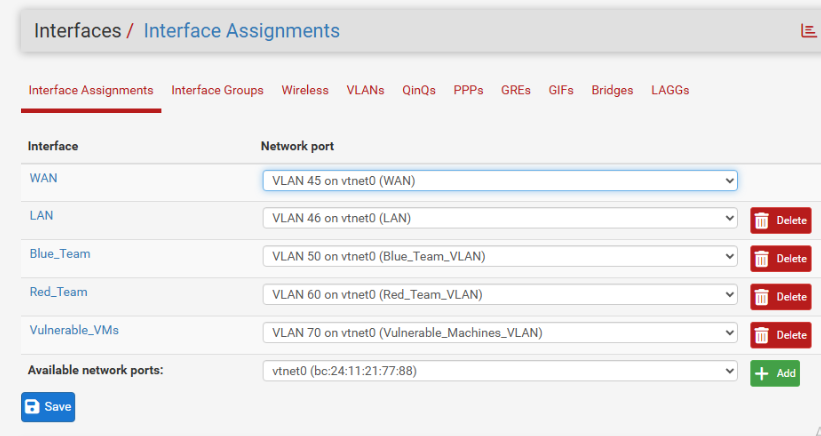 Interfaces / Interface Assignments
Interface Assignments Interface Groups Wireless VLANs QinQs PPPs GREs GIFs Bridges LAGGs
Interface Network port
WAN VLAN 45 on vtnet0 (WAN)
LAN VLAN 46 on vtnet0 (LAN) Delete
Blue_Team VLAN 50 on vtnet0 (Blue_Team_VLAN) Delete
Red_Team VLAN 60 on vtnet0 (Red_Team_VLAN) Delete
Vulnerable_VMs VLAN 70 on vtnet0 (Vulnerable_Machines_VLAN) Delete
Available network ports: vtnet0 (bc:24:11:21:77:88) Add
Save